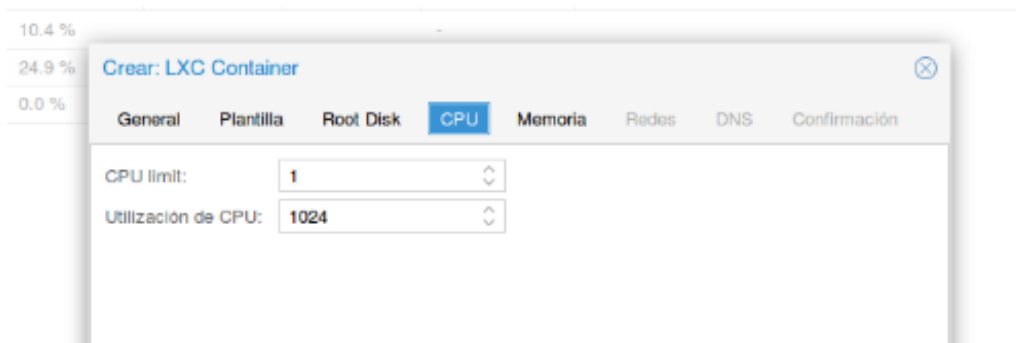 10.4 % -
24.9 % Crear: LXC Container
0.0 %
General Plantilla Root Disk CPU Memoria Redes DNS Confirmación
CPU limit: 1
Utilización de CPU: 1024